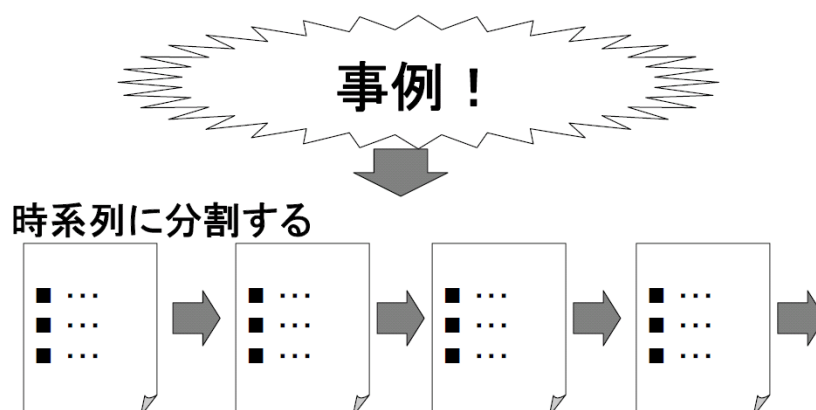 事例！
時系列に分割する
■ … ■ … ■ … ■ …
■ … ■ … ■ … ■ …
■ … ■ … ■ … ■ …